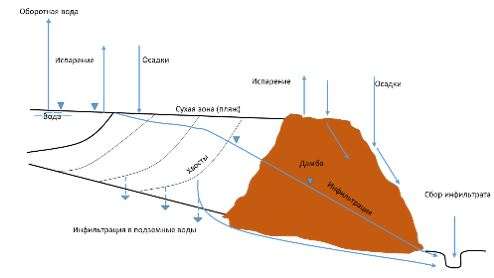 Оборотная вода
Испарение
Осадки
Испарение
Осадки
Сухая зона (пляж)
Вода
Хвосты
Дамба
Инфильтрация
Сбор инфильтрата
Инфильтрация в подземные воды